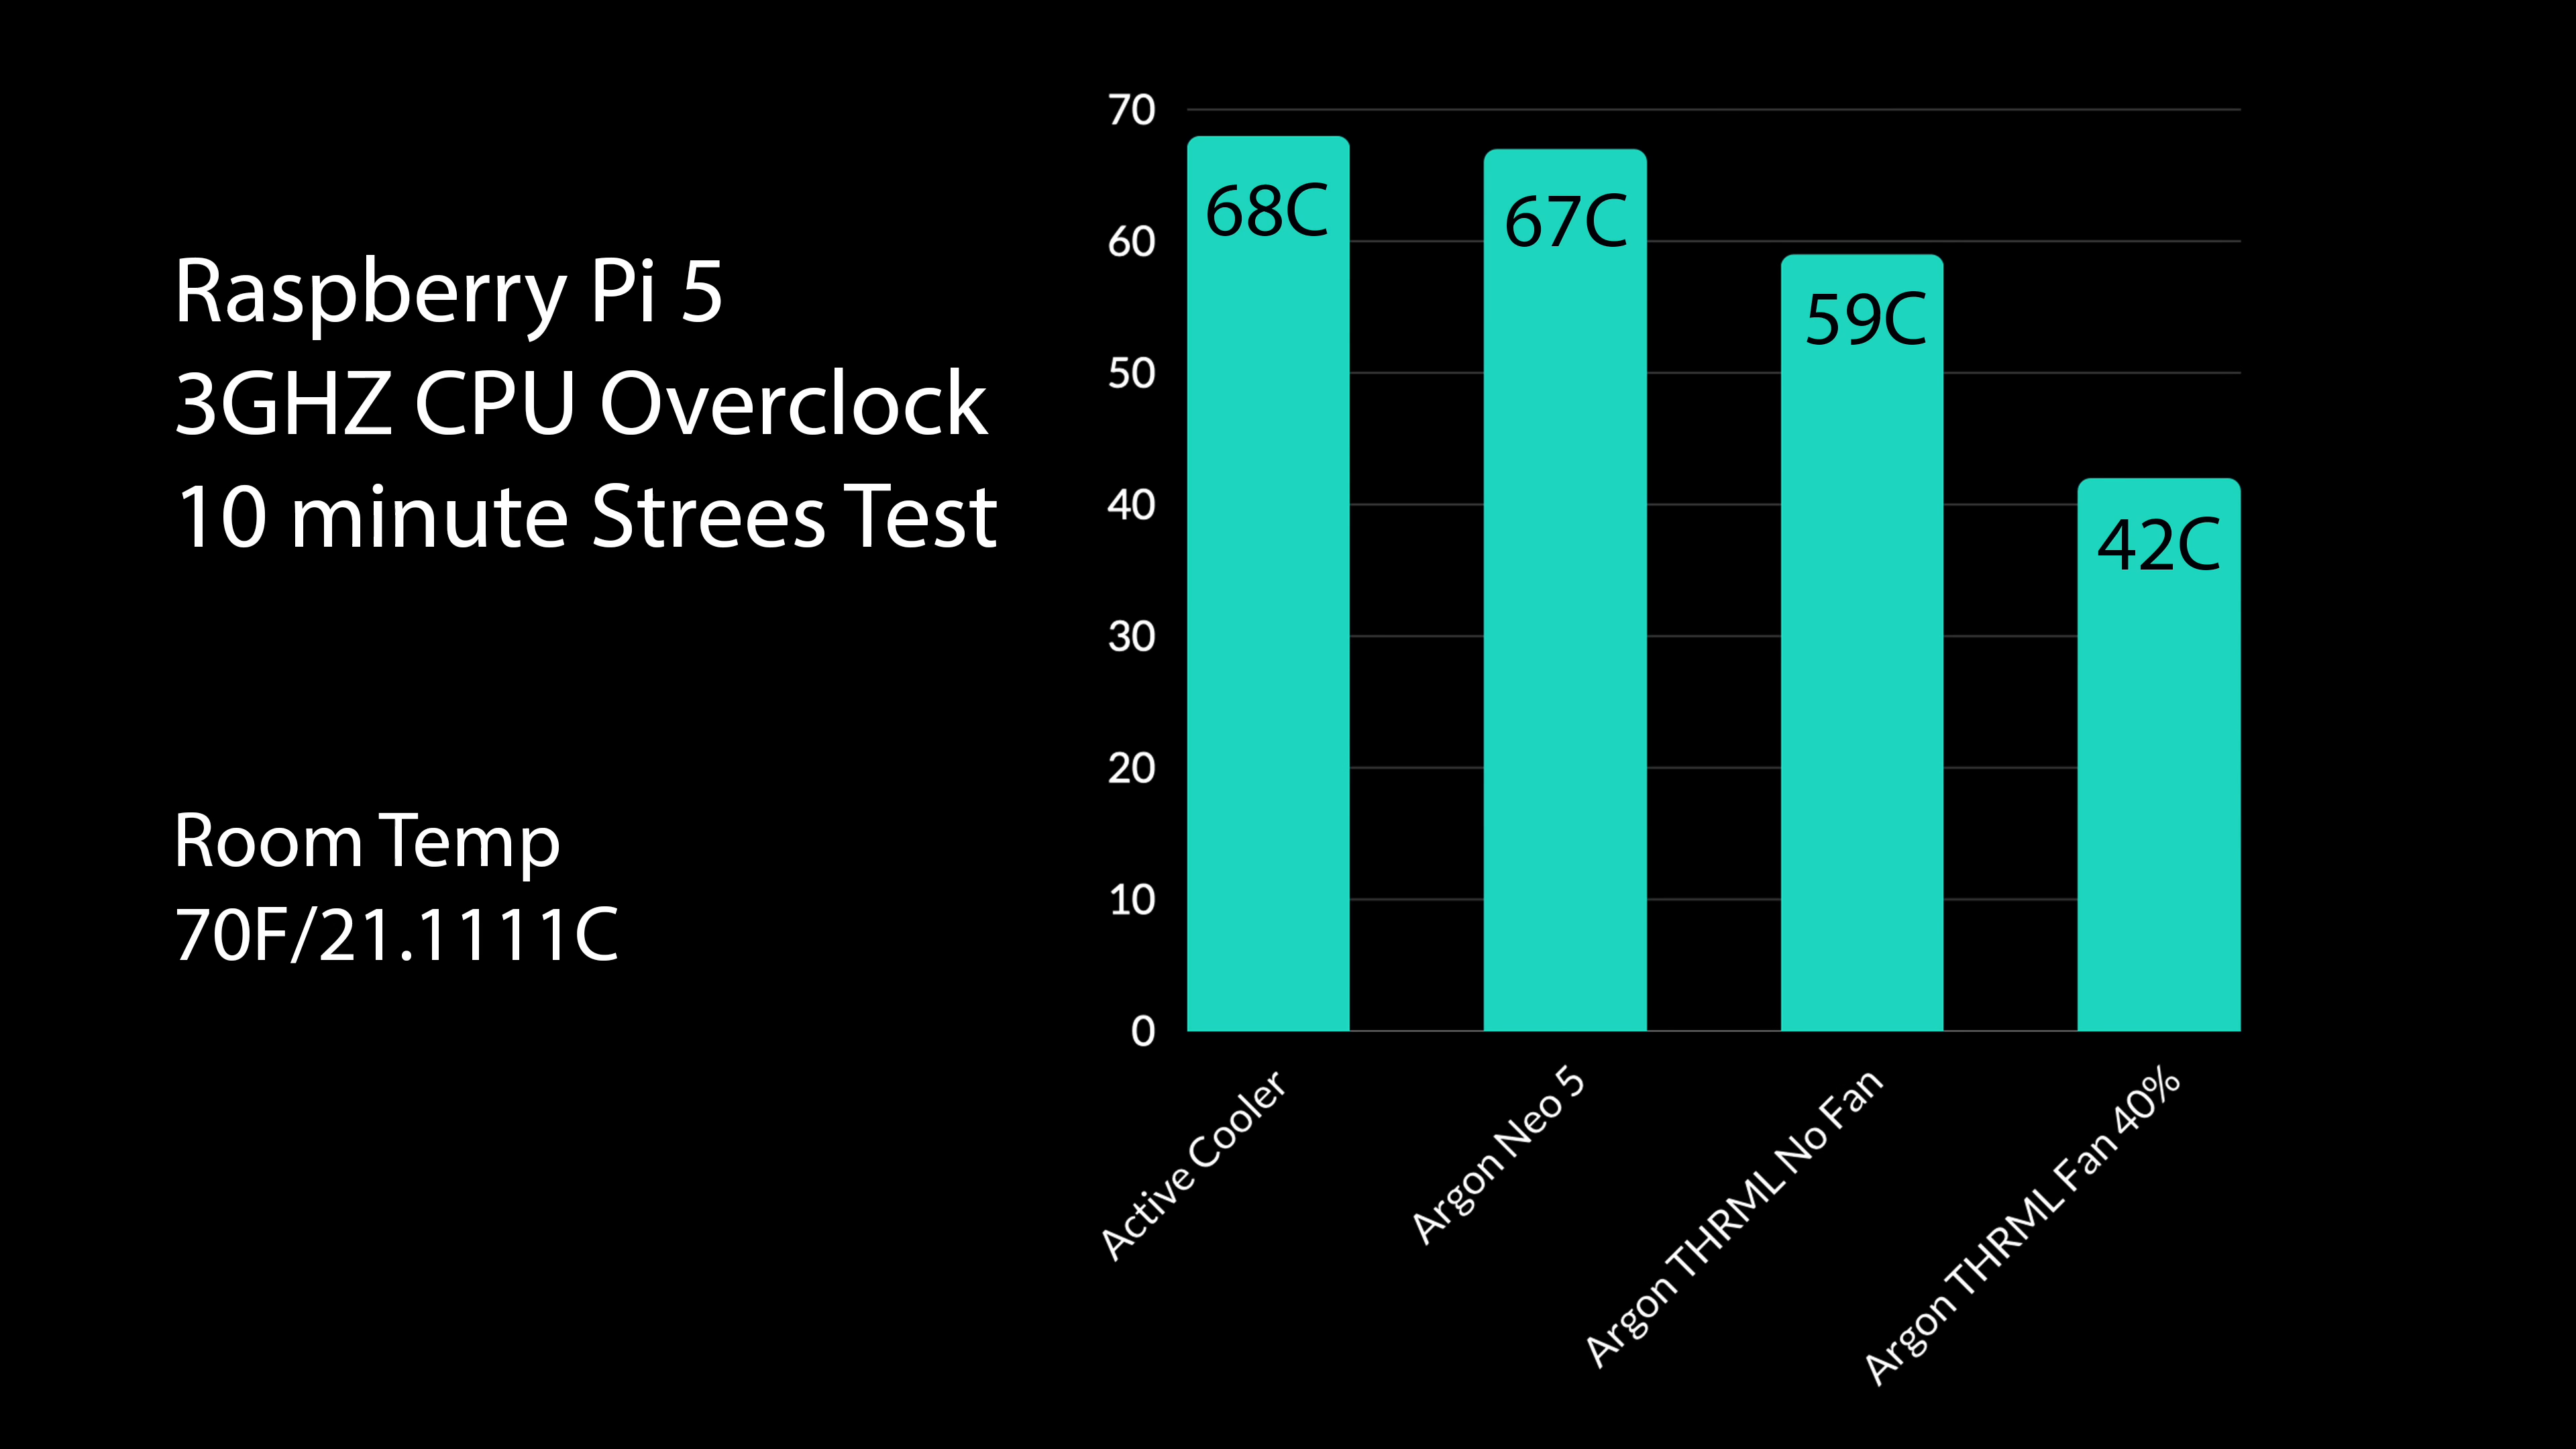 Raspberry Pi 5
3GHZ CPU Overclock
10 minute Strees Test
Room Temp
70F/21.1111C
70
60
50
40
30
20
10
0
68C
67C
59C
42C
Active Cooler
Argon Neo 5
Argon THRML No Fan
Argon THRML Fan 40%